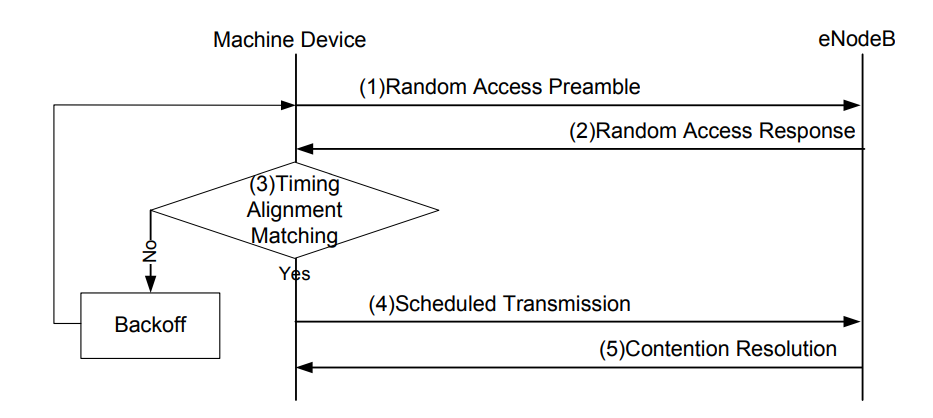 Machine Device
eNodeB
(1)Random Access Preamble
(2)Random Access Response
(3)Timing
Alignment
Matching
No
Yes
Backoff
(4)Scheduled Transmission
(5)Contention Resolution